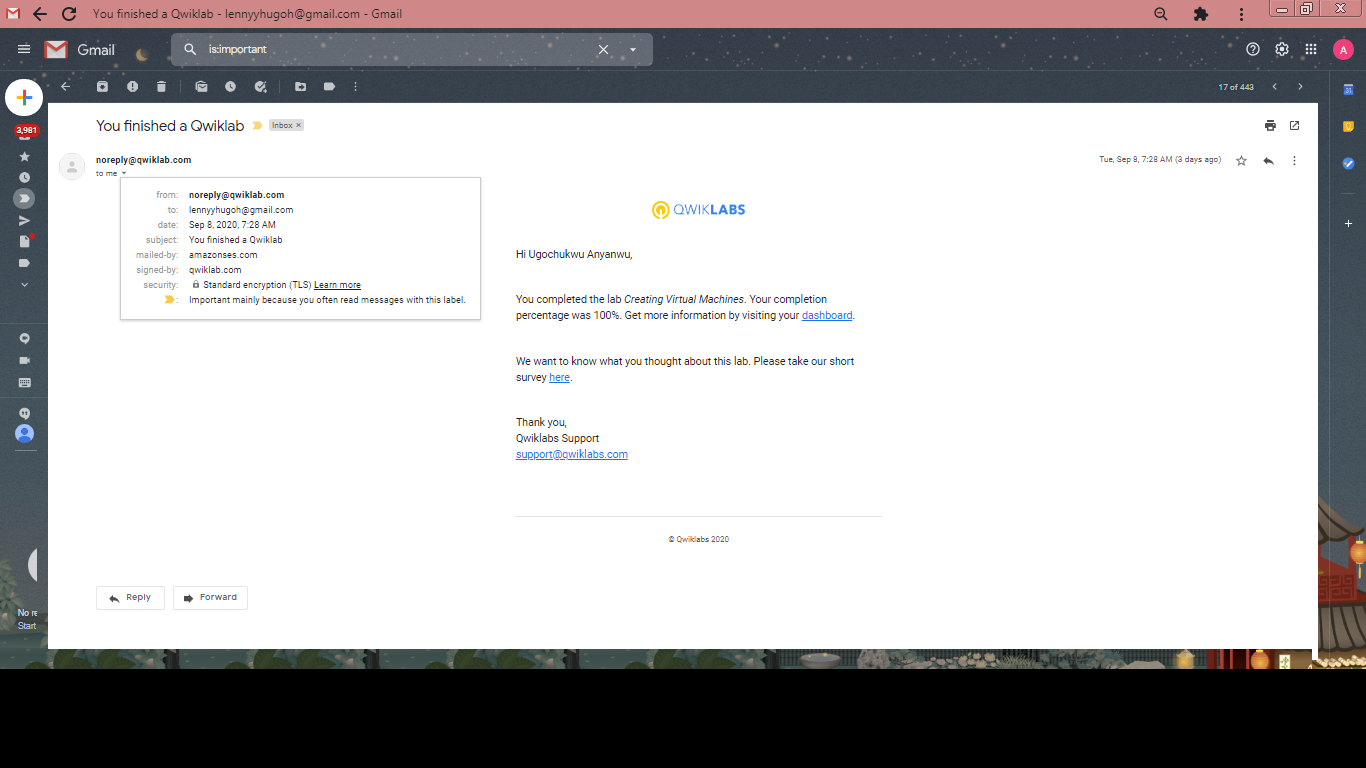 You finished a Qwiklab - lennyyhugoh@gmail.com - Gmail
Gmail
is:important
A
17 of 443
3,981
You finished a Qwiklab
Inbox ×
noreply@qwiklab.com
Tue, Sep 8, 7:28 AM (3 days ago)
to me
from: noreply@qwiklab.com
to: lennyyhugoh@gmail.com
date: Sep 8, 2020, 7:28 AM
subject: You finished a Qwiklab
mailed-by: amazonses.com
signed-by: qwiklab.com
security: Standard encryption (TLS) Learn more
: Important mainly because you often read messages with this label.
QWIKLABS
Hi Ugochukwu Anyanwu,
You completed the lab Creating Virtual Machines. Your completion
percentage was 100%. Get more information by visiting your dashboard.
We want to know what you thought about this lab. Please take our short
survey here.
Thank you,
Qwiklabs Support
support@qwiklabs.com
© Qwiklabs 2020
Reply
Forward
No re
Start